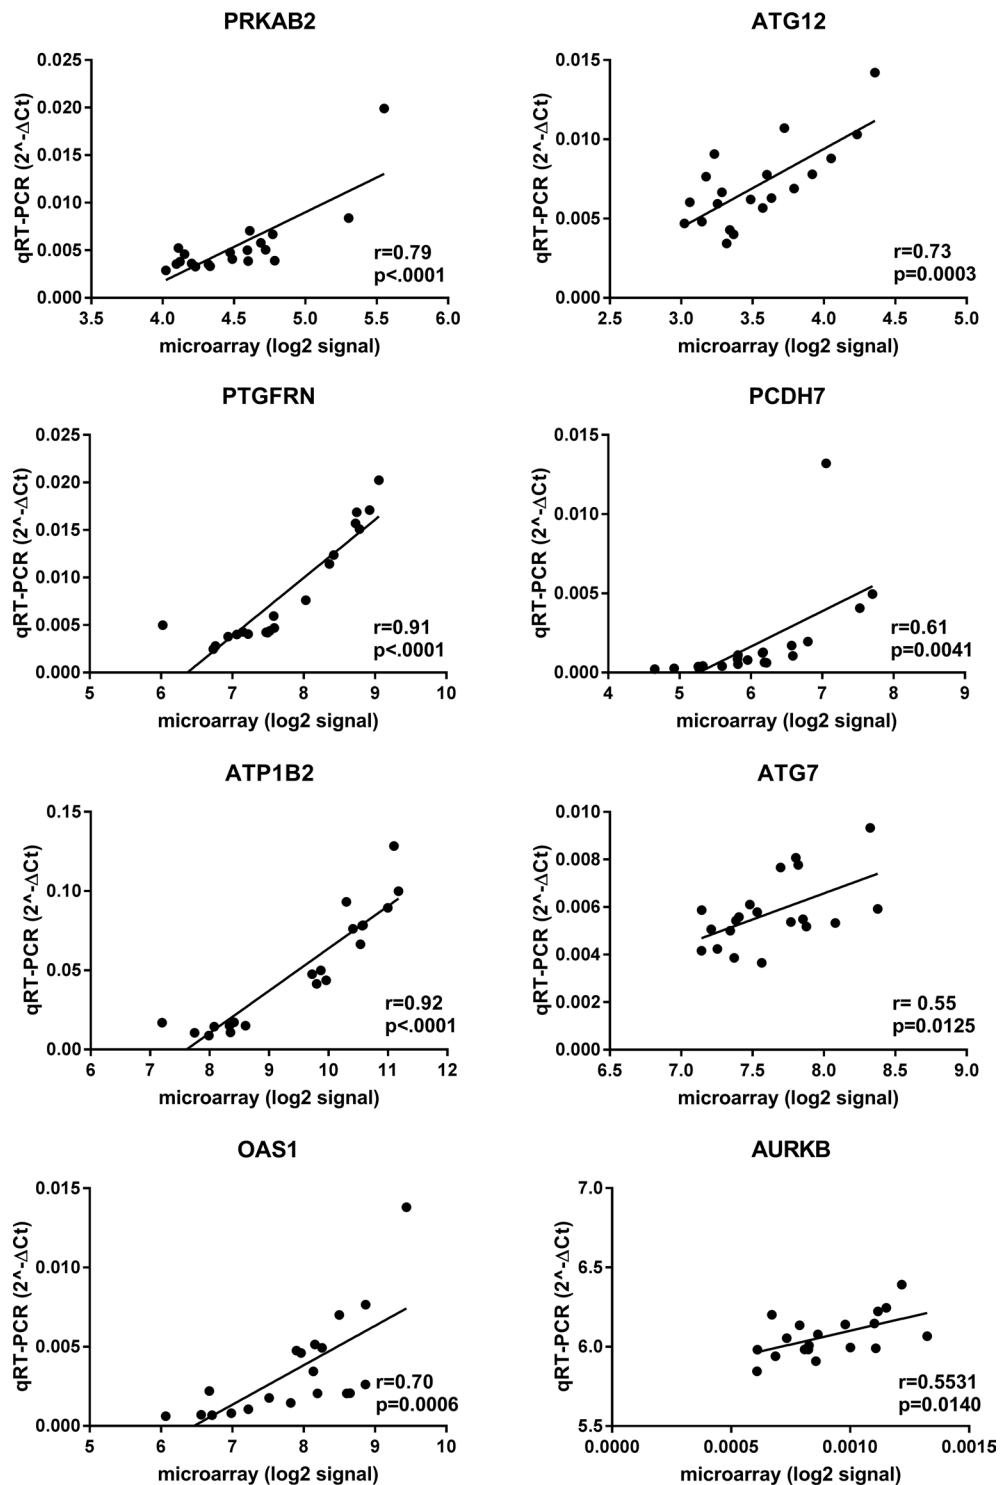 PRKAB2
qRT-PCR (2^-ΔCt)
0.025
0.020
0.015
0.010
0.005
0.000
r=0.79
p<.0001
3.5 4.0 4.5 5.0 5.5 6.0
microarray (log2 signal)
ATG12
qRT-PCR (2^-ΔCt)
0.015
0.010
0.005
0.000
r=0.73
p=0.0003
2.5 3.0 3.5 4.0 4.5 5.0
microarray (log2 signal)
PTGFRN
qRT-PCR (2^-ΔCt)
0.025
0.020
0.015
0.010
0.005
0.000
r=0.91
p<.0001
5 6 7 8 9 10
microarray (log2 signal)
PCDH7
qRT-PCR (2^-ΔCt)
0.015
0.010
0.005
0.000
r=0.61
p=0.0041
4 5 6 7 8 9
microarray (log2 signal)
ATP1B2
qRT-PCR (2^-ΔCt)
0.15
0.10
0.05
0.00
r=0.92
p<.0001
6 7 8 9 10 11 12
microarray (log2 signal)
ATG7
qRT-PCR (2^-ΔCt)
0.010
0.008
0.006
0.004
0.002
0.000
r= 0.55
p=0.0125
6.5 7.0 7.5 8.0 8.5 9.0
microarray (log2 signal)
OAS1
qRT-PCR (2^-ΔCt)
0.015
0.010
0.005
0.000
r=0.70
p=0.0006
5 6 7 8 9 10
microarray (log2 signal)
AURKB
qRT-PCR (2^-ΔCt)
7.0
6.5
6.0
5.5
r=0.5531
p=0.0140
0.0000 0.0005 0.0010 0.0015
microarray (log2 signal)